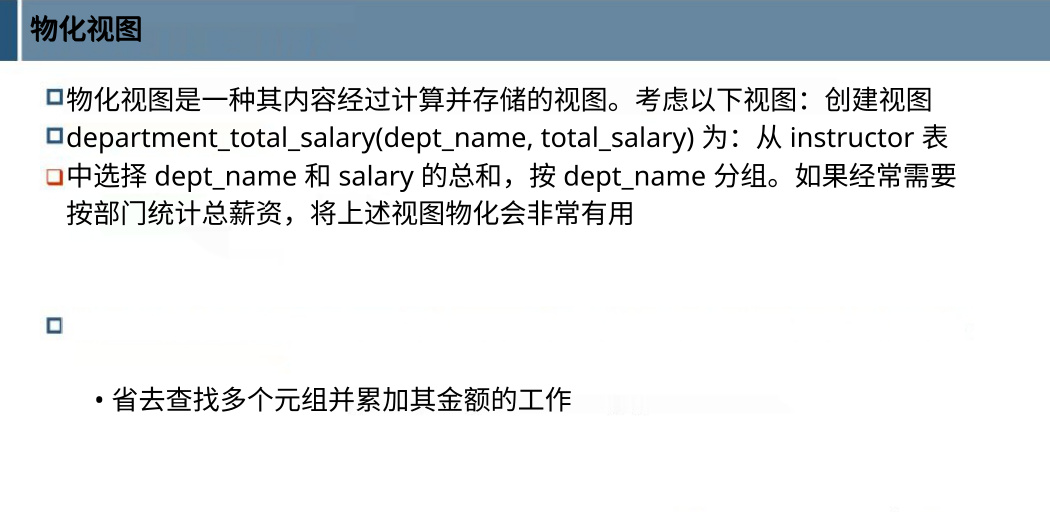 物化视图
物化视图是一种其内容经过计算并存储的视图。考虑以下视图：创建视图
department_total_salary(dept_name, total_salary) 为：从 instructor 表
中选择 dept_name 和 salary 的总和，按 dept_name 分组。如果经常需要
按部门统计总薪资，将上述视图物化会非常有用
• 省去查找多个元组并累加其金额的工作